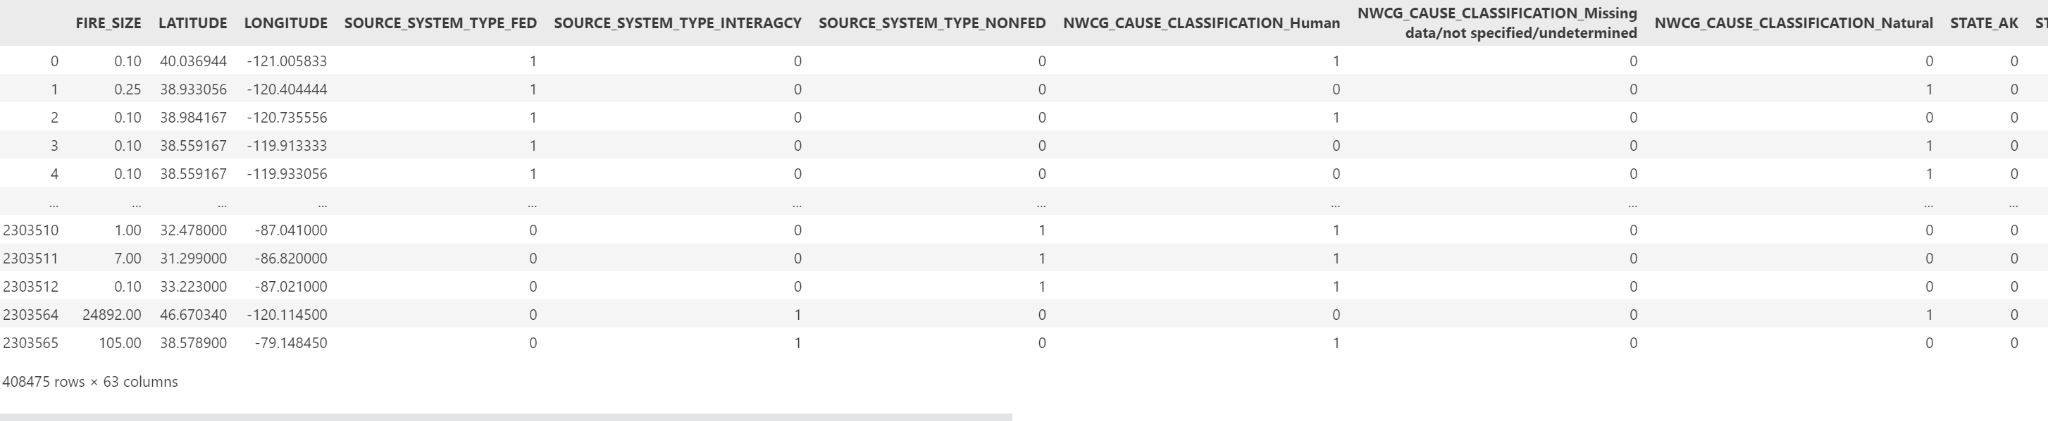 FIRE_SIZE LATITUDE LONGITUDE SOURCE_SYSTEM_TYPE_FED SOURCE_SYSTEM_TYPE_INTERAGCY SOURCE_SYSTEM_TYPE_NONFED NWCG_CAUSE_CLASSIFICATION_Human NWCG_CAUSE_CLASSIFICATION_Missing data/not specified/undetermined NWCG_CAUSE_CLASSIFICATION_Natural STATE_AK ST
0 0.10 40.036944 -121.005833 1 0 0 1 0 0 0
1 0.25 38.933056 -120.404444 1 0 0 0 0 1 0
2 0.10 38.984167 -120.735556 1 0 0 1 0 0 0
3 0.10 38.559167 -119.913333 1 0 0 0 0 1 0
4 0.10 38.559167 -119.933056 1 0 0 0 0 1 0
... ... ... ... ... ... ... ... ... ... ...
2303510 1.00 32.478000 -87.041000 0 0 1 1 0 0 0
2303511 7.00 31.299000 -86.820000 0 0 1 1 0 0 0
2303512 0.10 33.223000 -87.021000 0 0 1 1 0 0 0
2303564 24892.00 46.670340 -120.114500 0 1 0 0 0 1 0
2303565 105.00 38.578900 -79.148450 0 1 0 1 0 0 0
408475 rows × 63 columns